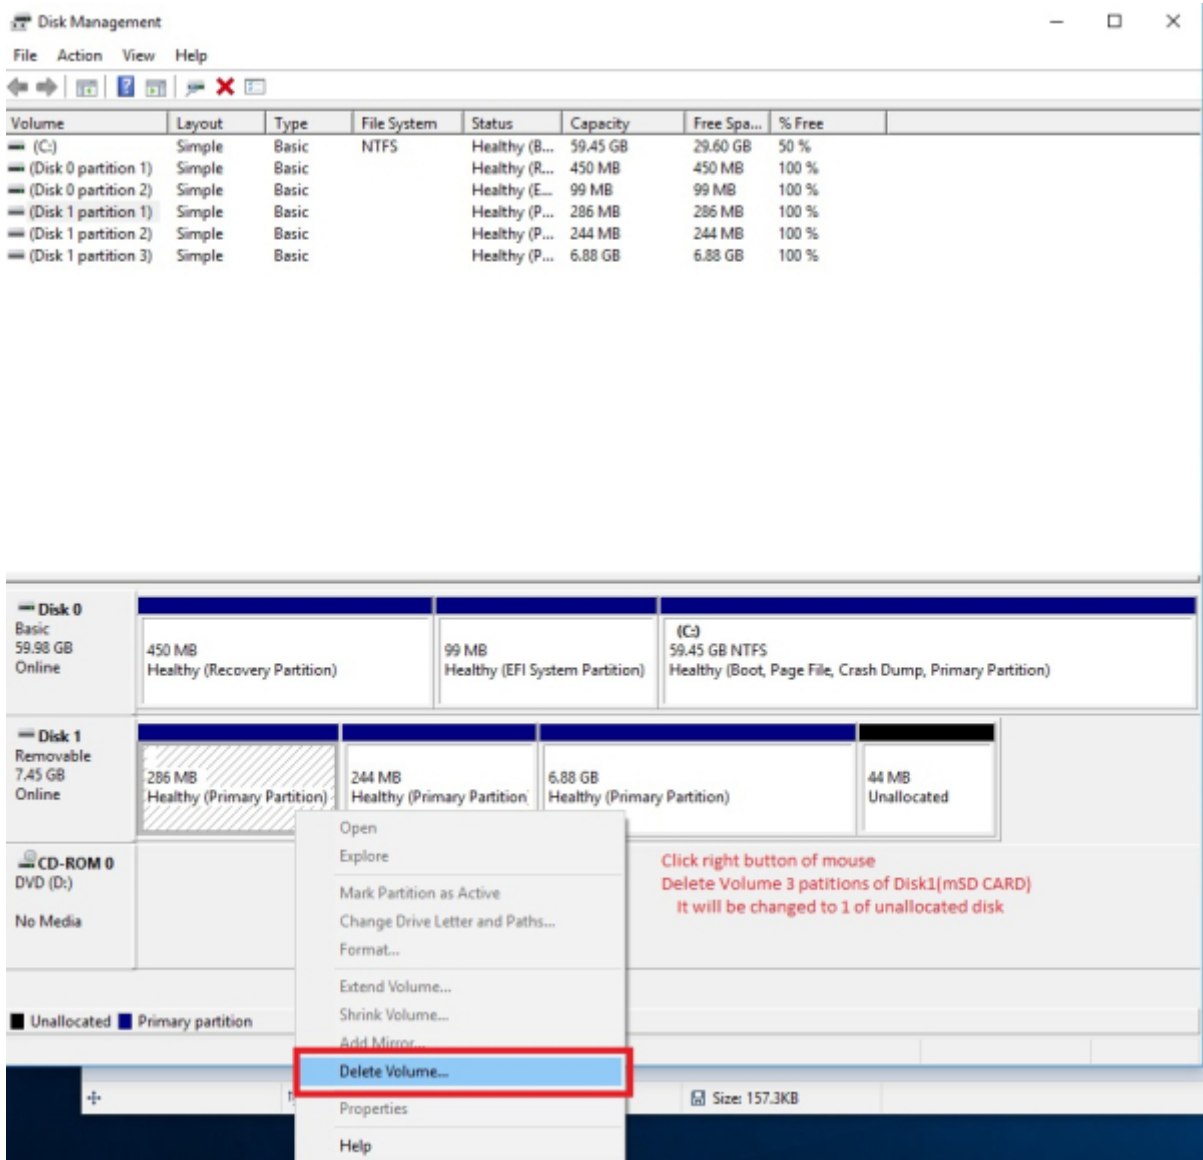 Disk Management
File Action View Help
Volume Layout Type File System Status Capacity Free Spa... % Free
(C:) Simple Basic NTFS Healthy (B... 59.45 GB 29.60 GB 50 %
(Disk 0 partition 1) Simple Basic Healthy (R... 450 MB 450 MB 100 %
(Disk 0 partition 2) Simple Basic Healthy (E... 99 MB 99 MB 100 %
(Disk 1 partition 1) Simple Basic Healthy (P... 286 MB 286 MB 100 %
(Disk 1 partition 2) Simple Basic Healthy (P... 244 MB 244 MB 100 %
(Disk 1 partition 3) Simple Basic Healthy (P... 6.88 GB 6.88 GB 100 %
Disk 0
Basic
59.98 GB
Online
450 MB
Healthy (Recovery Partition)
99 MB
Healthy (EFI System Partition)
(C:)
59.45 GB NTFS
Healthy (Boot, Page File, Crash Dump, Primary Partition)
Disk 1
Removable
7.45 GB
Online
286 MB
Healthy (Primary Partition)
244 MB
Healthy (Primary Partition
6.88 GB
Healthy (Primary Partition)
44 MB
Unallocated
CD-ROM 0
DVD (D:)
No Media
Open
Explore
Mark Partition as Active
Change Drive Letter and Paths...
Format...
Extend Volume...
Shrink Volume...
Add Mirror...
Delete Volume...
Properties
Help
Click right button of mouse
Delete Volume 3 patitions of Disk1(mSD CARD)
It will be changed to 1 of unallocated disk
Unallocated Primary partition
Size: 157.3KB